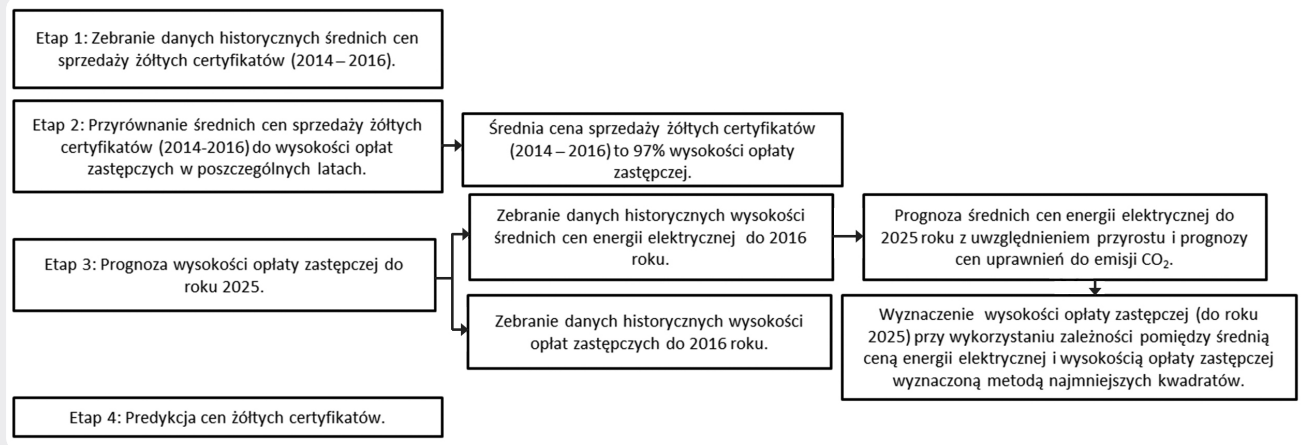 Etap 1: Zebranie danych historycznych średnich cen
sprzedaży żółtych certyfikatów (2014 – 2016).
Etap 2: Przyrównanie średnich cen sprzedaży żółtych
certyfikatów (2014-2016) do wysokości opłat
zastępczych w poszczególnych latach.
Średnia cena sprzedaży żółtych certyfikatów
(2014 – 2016) to 97% wysokości opłaty
zastępczej.
Etap 3: Prognoza wysokości opłaty zastępczej do
roku 2025.
Zebranie danych historycznych wysokości
średnich cen energii elektrycznej do 2016
roku.
Prognoza średnich cen energii elektrycznej do
2025 roku z uwzględnieniem przyrostu i prognozy
cen uprawnień do emisji CO₂.
Zebranie danych historycznych wysokości
opłat zastępczych do 2016 roku.
Wyznaczenie wysokości opłaty zastępczej (do roku
2025) przy wykorzystaniu zależności pomiędzy średnią
ceną energii elektrycznej i wysokością opłaty zastępczej
wyznaczoną metodą najmniejszych kwadratów.
Etap 4: Predykcja cen żółtych certyfikatów.